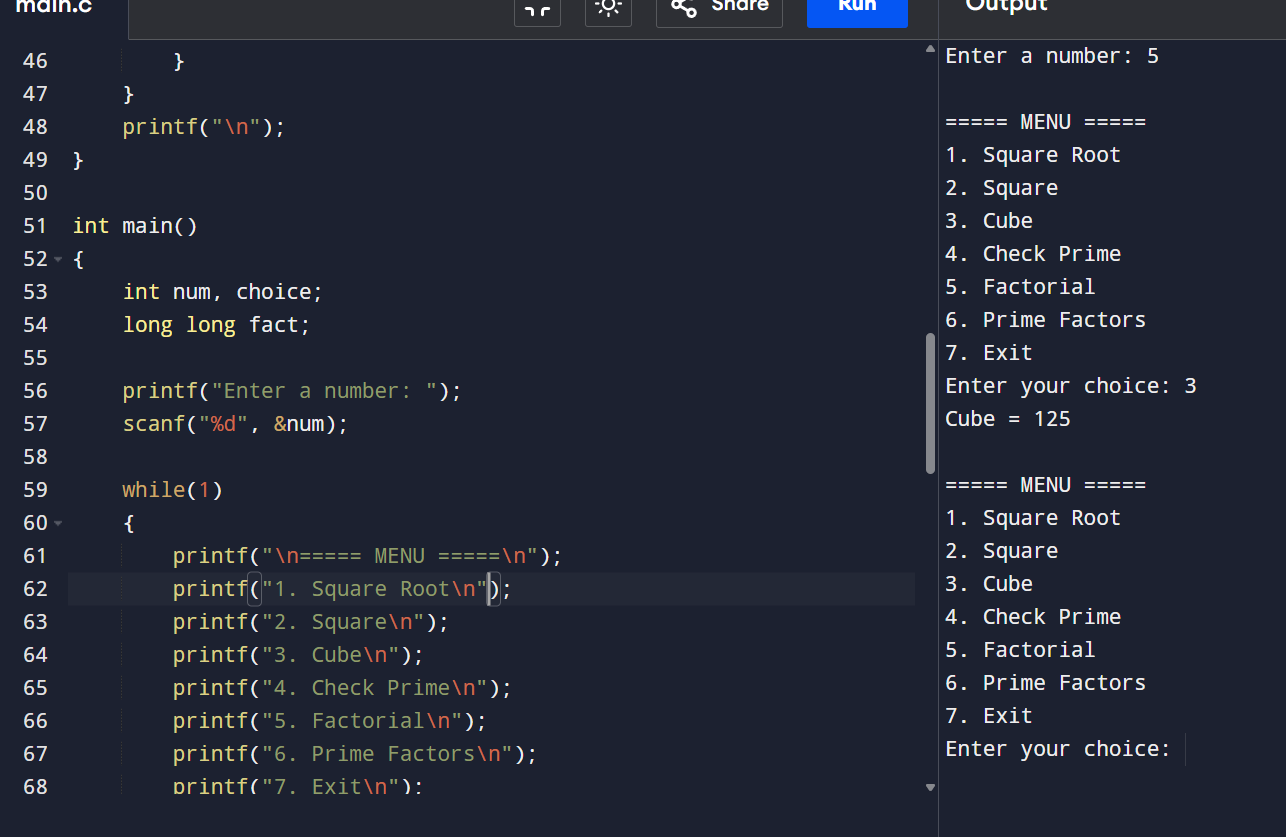 main.c
Share
Run
46 }
47 }
48 printf("\n");
49 }
50
51 int main()
52 {
53 int num, choice;
54 long long fact;
55
56 printf("Enter a number: ");
57 scanf("%d", &num);
58
59 while(1)
60 {
61 printf("\n===== MENU =====\n");
62 printf("1. Square Root\n");
63 printf("2. Square\n");
64 printf("3. Cube\n");
65 printf("4. Check Prime\n");
66 printf("5. Factorial\n");
67 printf("6. Prime Factors\n");
68 printf("7. Exit\n");
Output
Enter a number: 5
===== MENU =====
1. Square Root
2. Square
3. Cube
4. Check Prime
5. Factorial
6. Prime Factors
7. Exit
Enter your choice: 3
Cube = 125
===== MENU =====
1. Square Root
2. Square
3. Cube
4. Check Prime
5. Factorial
6. Prime Factors
7. Exit
Enter your choice: